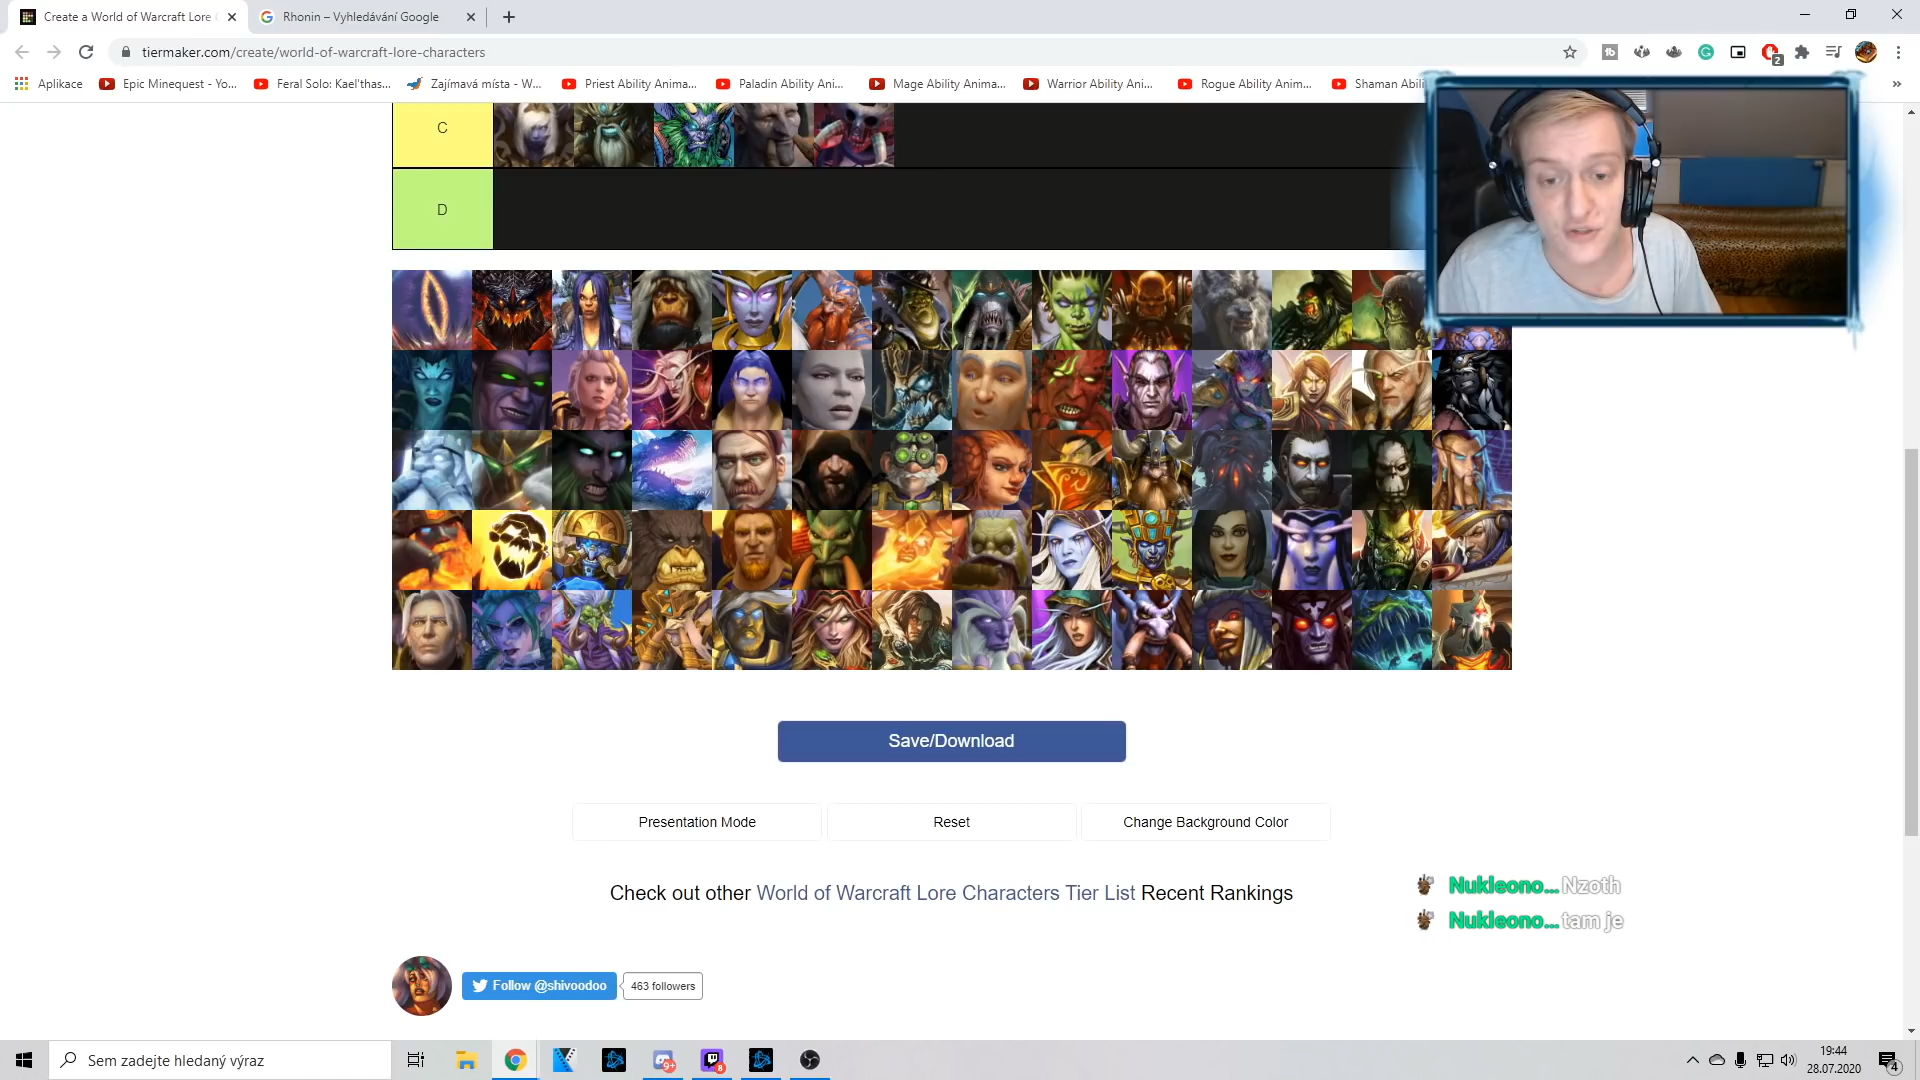 Create a World of Warcraft Lore
Rhonin – Vyhledávání Google
tiermaker.com/create/world-of-warcraft-lore-characters
2
Aplikace
Epic Minequest - Yo...
Feral Solo: Kael'thas...
Zajímavá místa - W...
Priest Ability Anima...
Paladin Ability Ani...
Mage Ability Anima...
Warrior Ability Ani...
Rogue Ability Anim...
Shaman Abili
C
D
Save/Download
Presentation Mode
Reset
Change Background Color
Check out other World of Warcraft Lore Characters Tier List Recent Rankings
Nukleono... Nzoth
Nukleono... tam je
Follow @shivoodoo
463 followers
Sem zadejte hledaný výraz
9+
8
19:44
28.07.2020
4